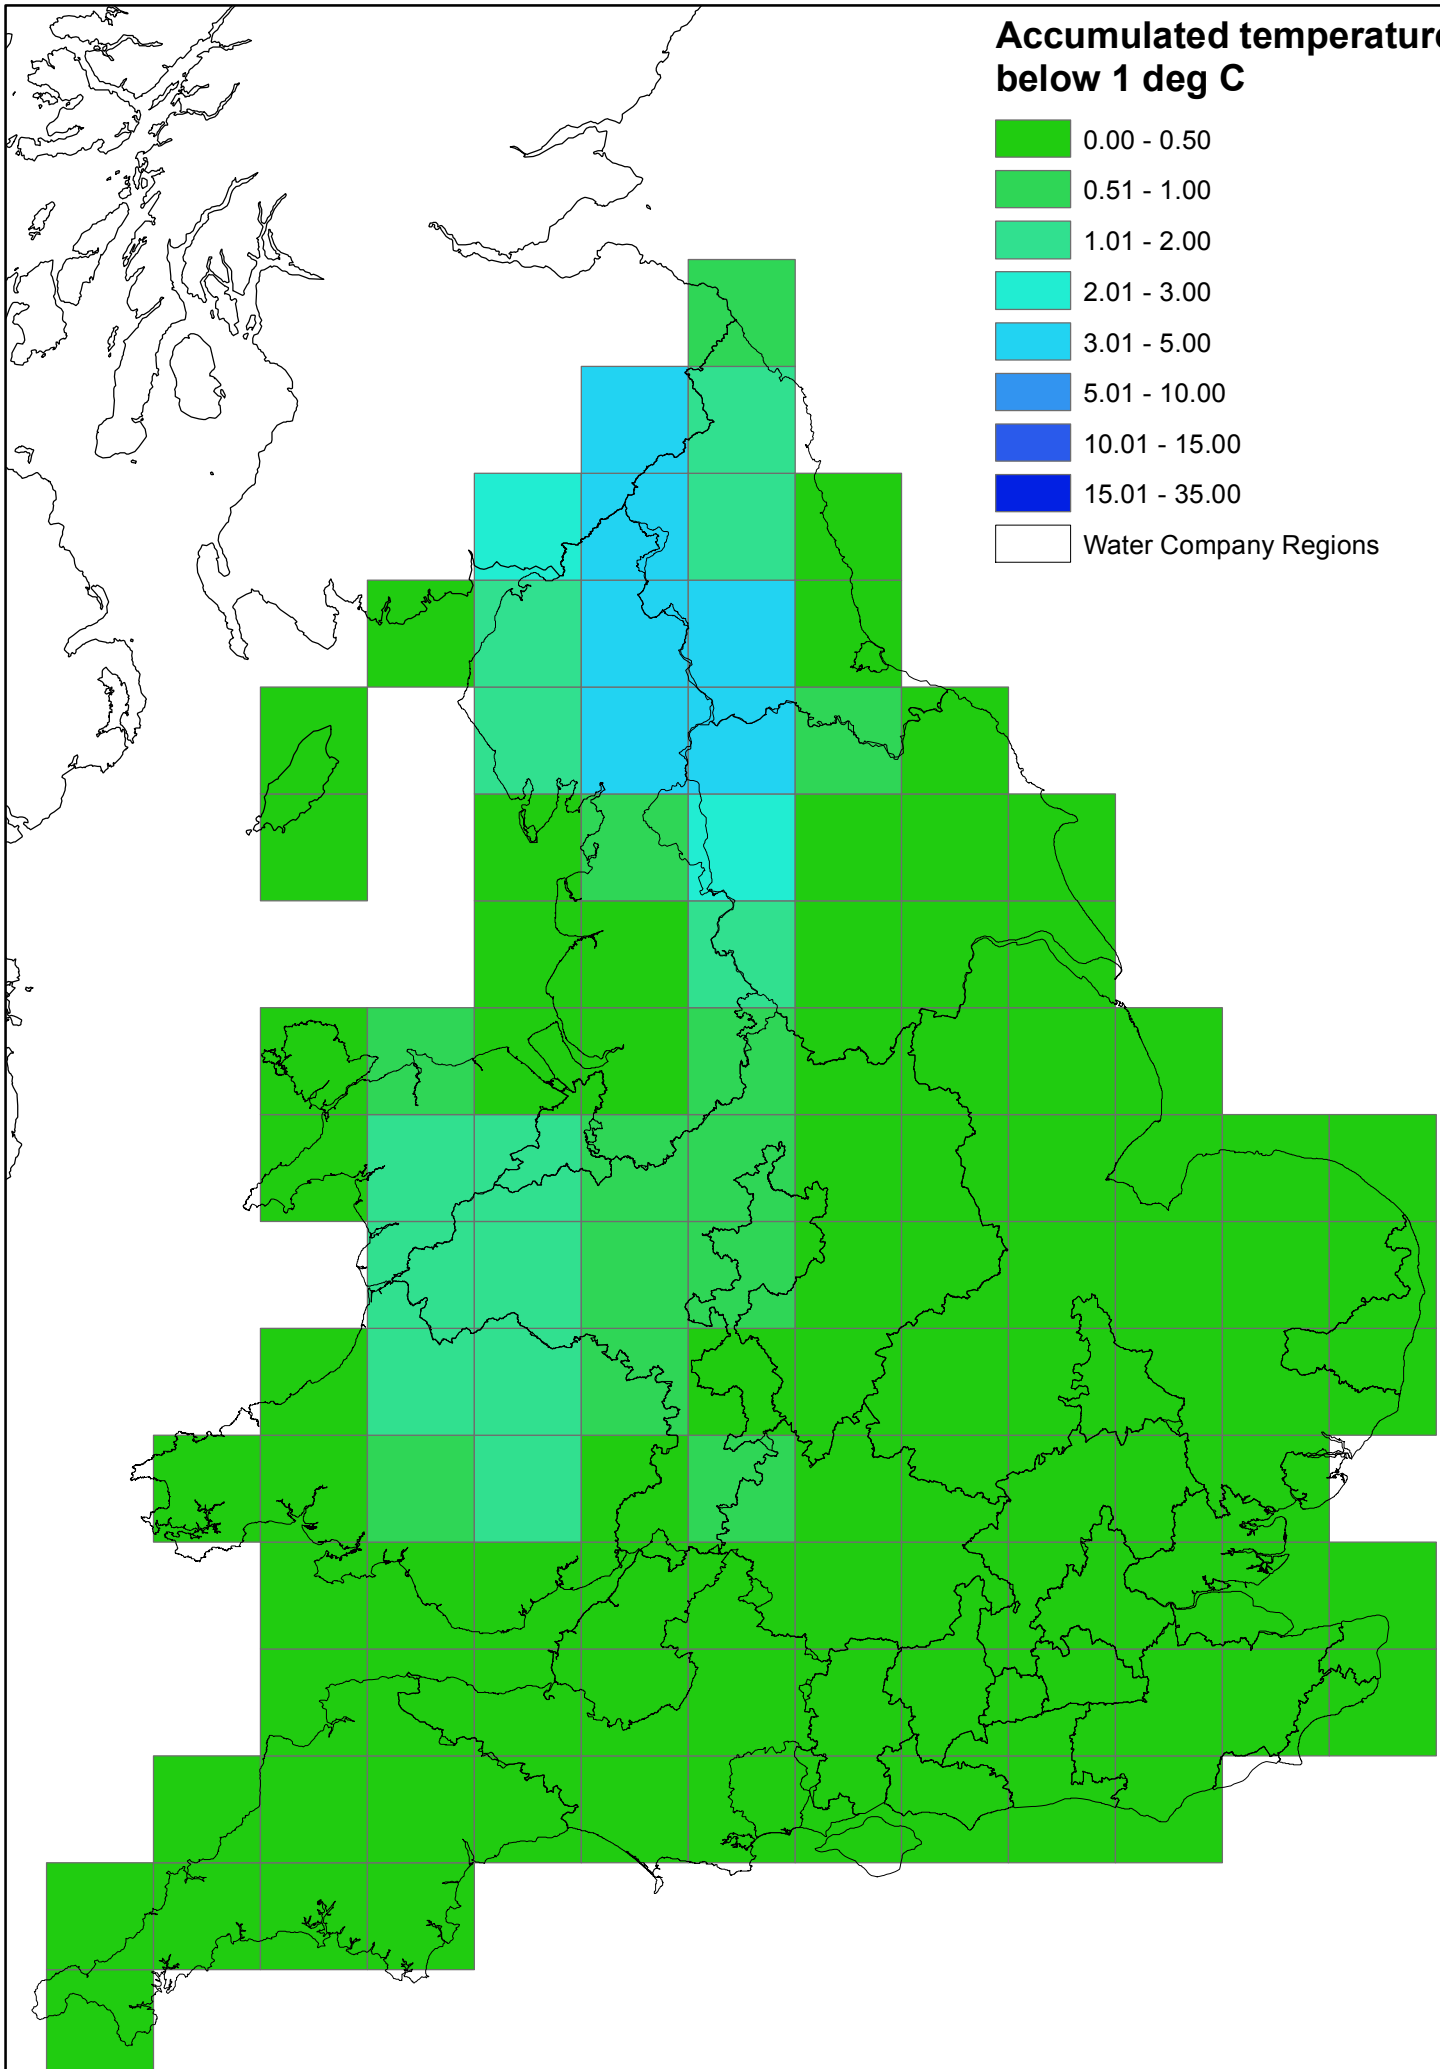 Accumulated temperature
below 1 deg C
0.00 - 0.50
0.51 - 1.00
1.01 - 2.00
2.01 - 3.00
3.01 - 5.00
5.01 - 10.00
10.01 - 15.00
15.01 - 35.00
Water Company Regions